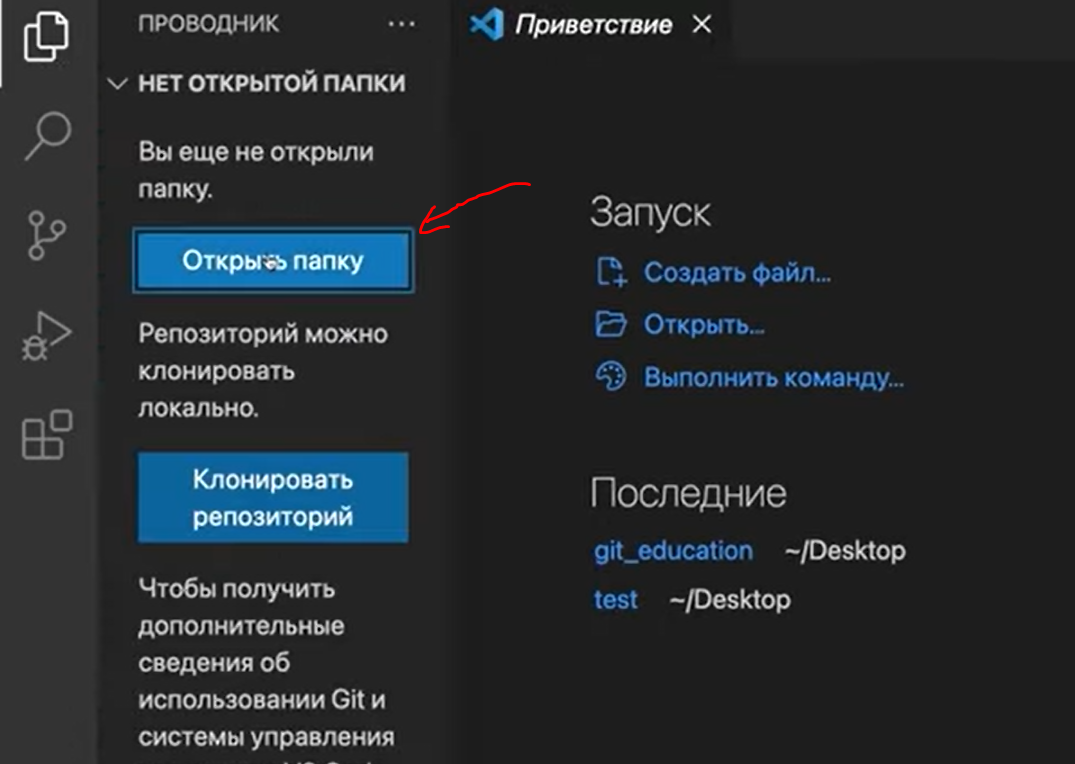 ПРОВОДНИК ...
НЕТ ОТКРЫТОЙ ПАПКИ
Вы еще не открыли
папку.
Открыть папку
Репозиторий можно
клонировать
локально.
Клонировать
репозиторий
Чтобы получить
дополнительные
сведения об
использовании Git и
системы управления
Приветствие
Запуск
Создать файл...
Открыть...
Выполнить команду...
Последние
git_education ~/Desktop
test ~/Desktop